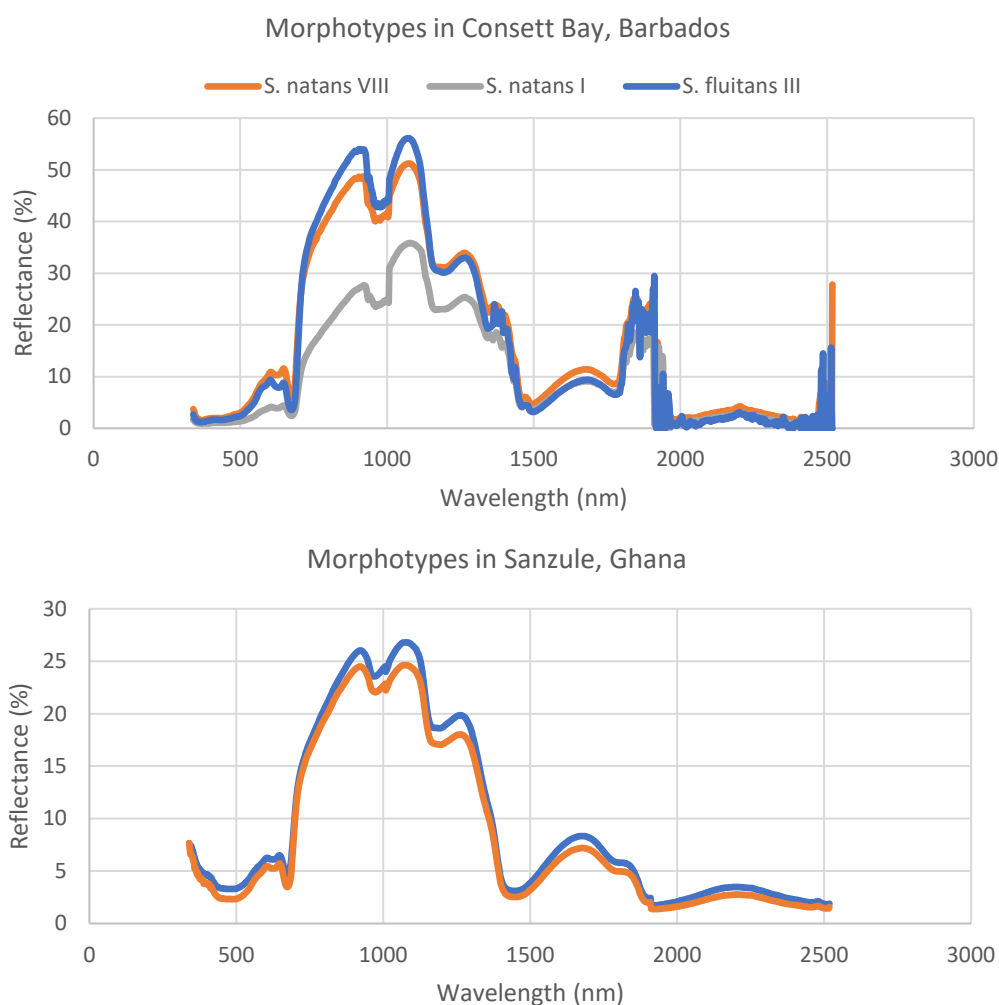 Morphotypes in Consett Bay, Barbados
S. natans VIII S. natans I S. fluitans III
60
50
40
30
20
10
0
Reflectance (%)
0 500 1000 1500 2000 2500 3000
Wavelength (nm)
Morphotypes in Sanzule, Ghana
30
25
20
15
10
5
0
Reflectance (%)
0 500 1000 1500 2000 2500 3000
Wavelength (nm)